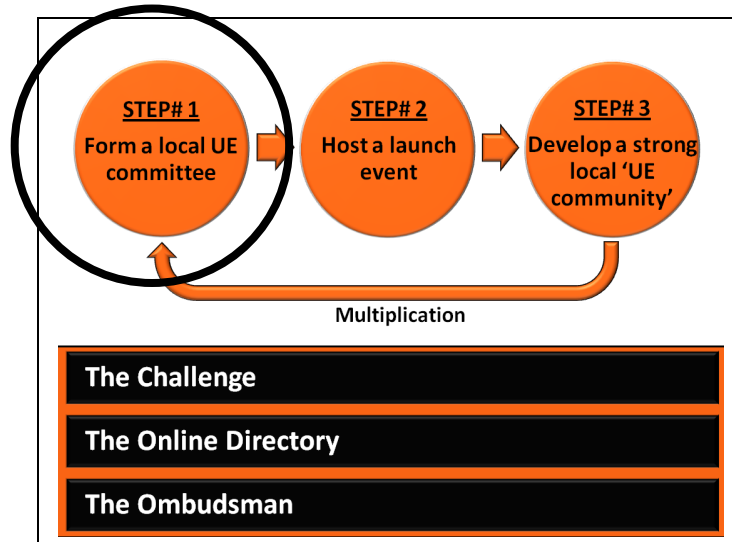 STEP# 1
Form a local UE
committee
STEP# 2
Host a launch
event
STEP# 3
Develop a strong
local ‘UE
community’
Multiplication
The Challenge
The Online Directory
The Ombudsman